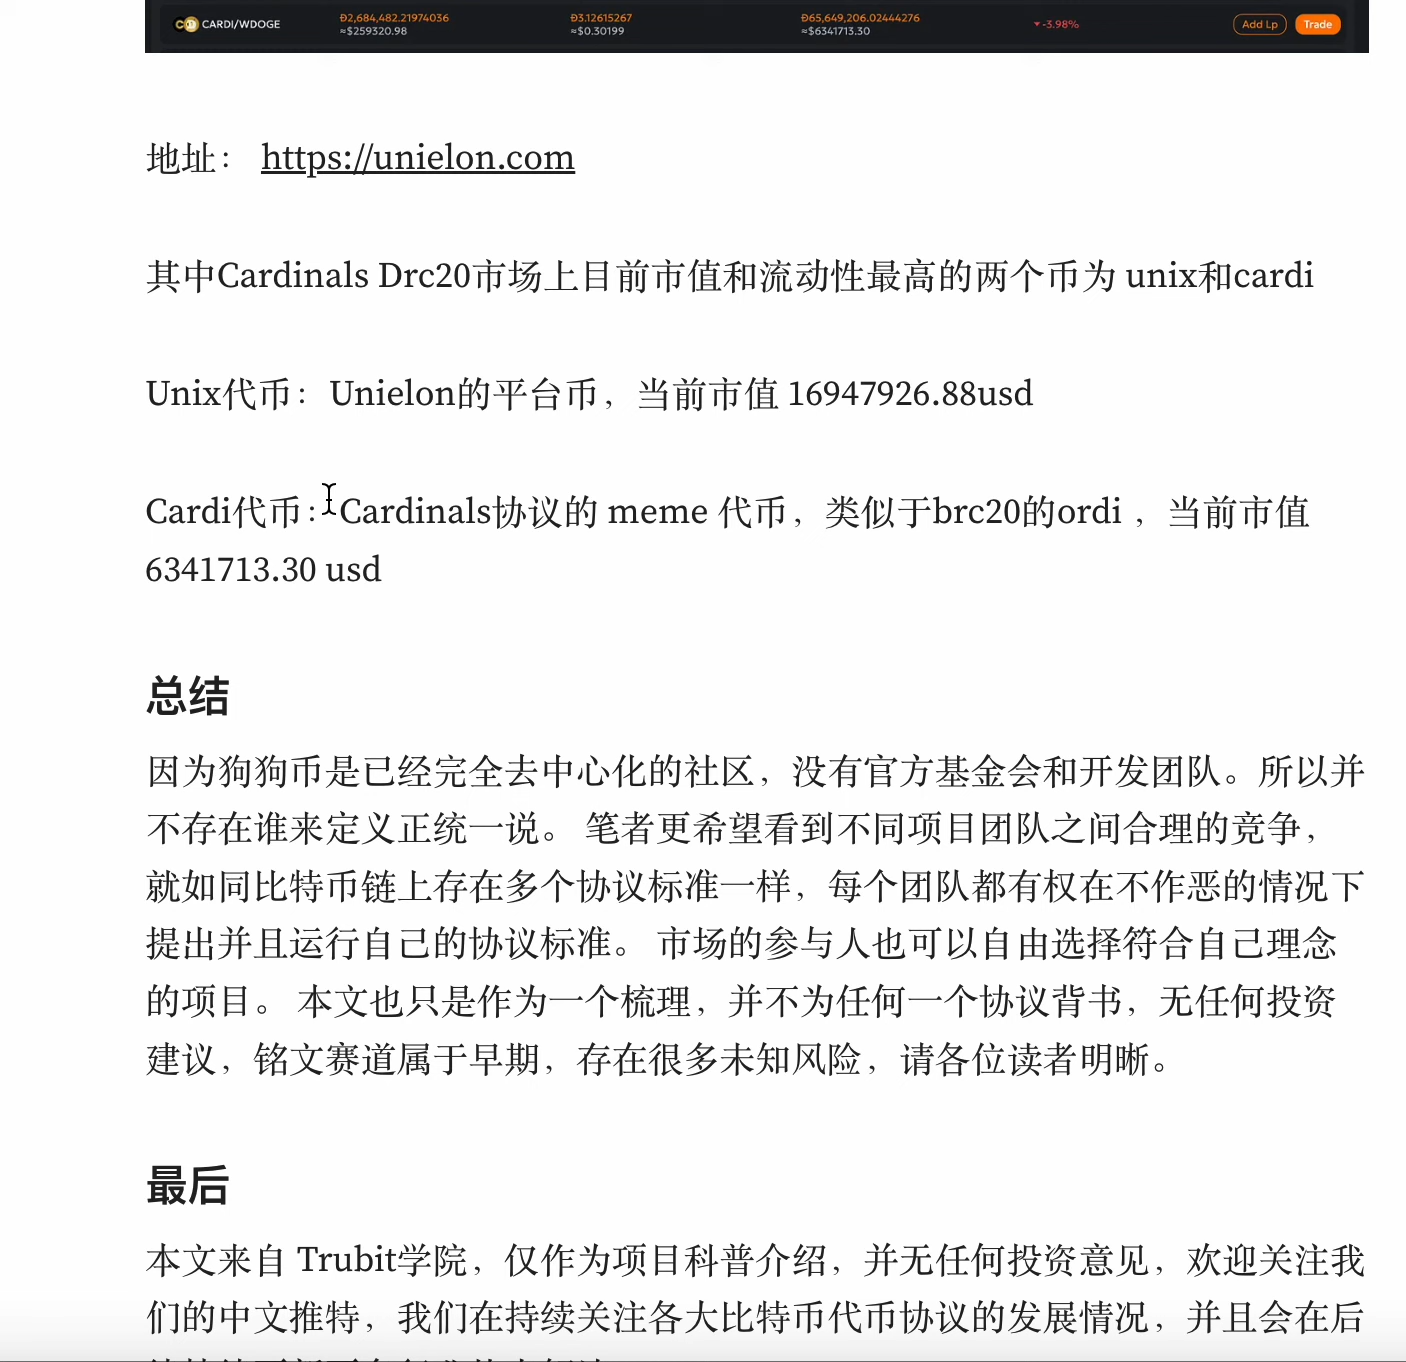 CARDI/WDOGE
Ð2,684,482.21974036
≈$259320.98
Ð3.12615267
≈$0.30199
Ð65,649,206.02444276
≈$6341713.30
▼-3.98%
Add Lp
Trade
地址： https://unielon.com
其中Cardinals Drc20市场上目前市值和流动性最高的两个币为 unix和cardi
Unix代币：Unielon的平台币，当前市值 16947926.88usd
Cardi代币：Cardinals协议的 meme 代币，类似于brc20的ordi ，当前市值
6341713.30 usd
总结
因为狗狗币是已经完全去中心化的社区，没有官方基金会和开发团队。所以并
不存在谁来定义正统一说。 笔者更希望看到不同项目团队之间合理的竞争，
就如同比特币链上存在多个协议标准一样，每个团队都有权在不作恶的情况下
提出并且运行自己的协议标准。 市场的参与人也可以自由选择符合自己理念
的项目。 本文也只是作为一个梳理，并不为任何一个协议背书，无任何投资
建议，铭文赛道属于早期，存在很多未知风险，请各位读者明晰。
最后
本文来自 Trubit学院，仅作为项目科普介绍，并无任何投资意见，欢迎关注我
们的中文推特，我们在持续关注各大比特币代币协议的发展情况，并且会在后